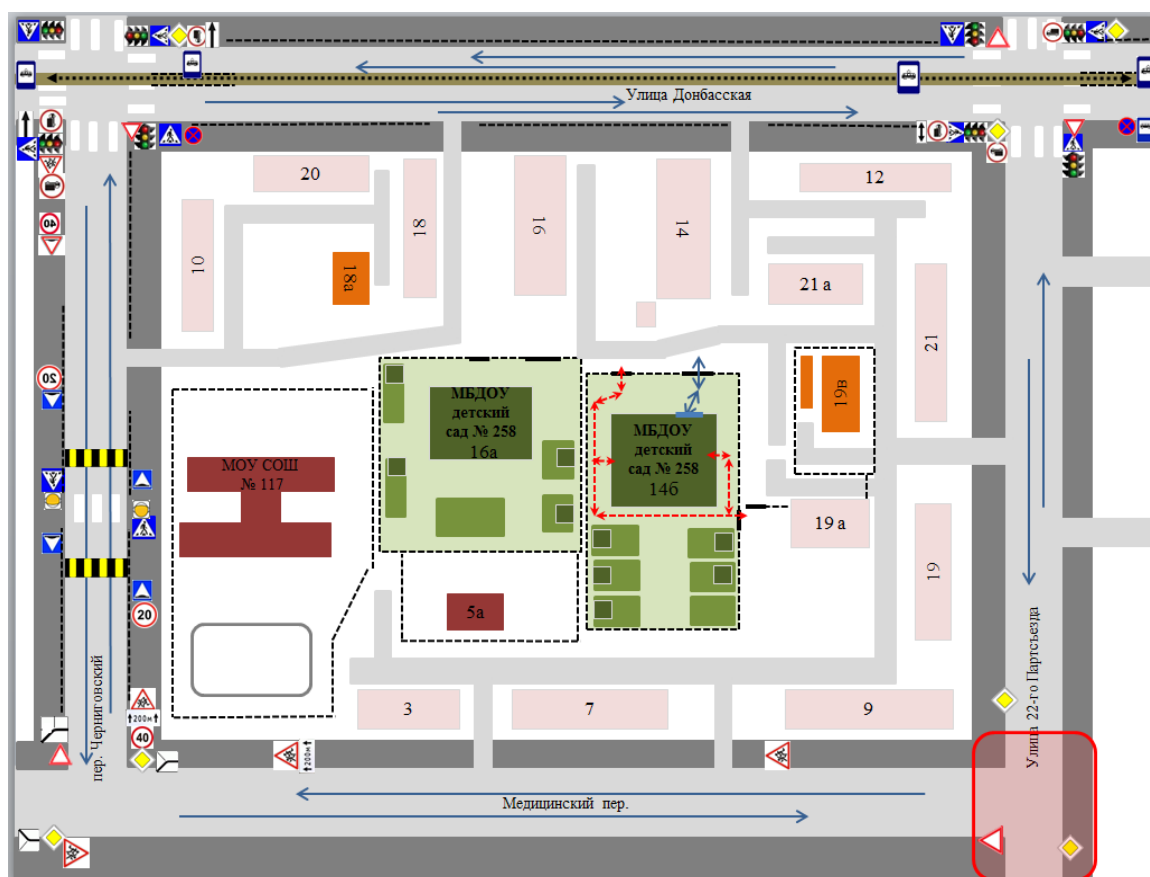 Улица Донбасская
20
12
10
18
16
14
18а
21 а
21
40
20
МБДОУ
детский
сад № 258
16а
19в
МБДОУ
детский
сад № 258
14б
МОУ СОШ
№ 117
19 а
19
5а
20
200м
40
3
7
9
200м
пер. Черниговский
Улица 22-го Партсъезда
Медицинский пер.